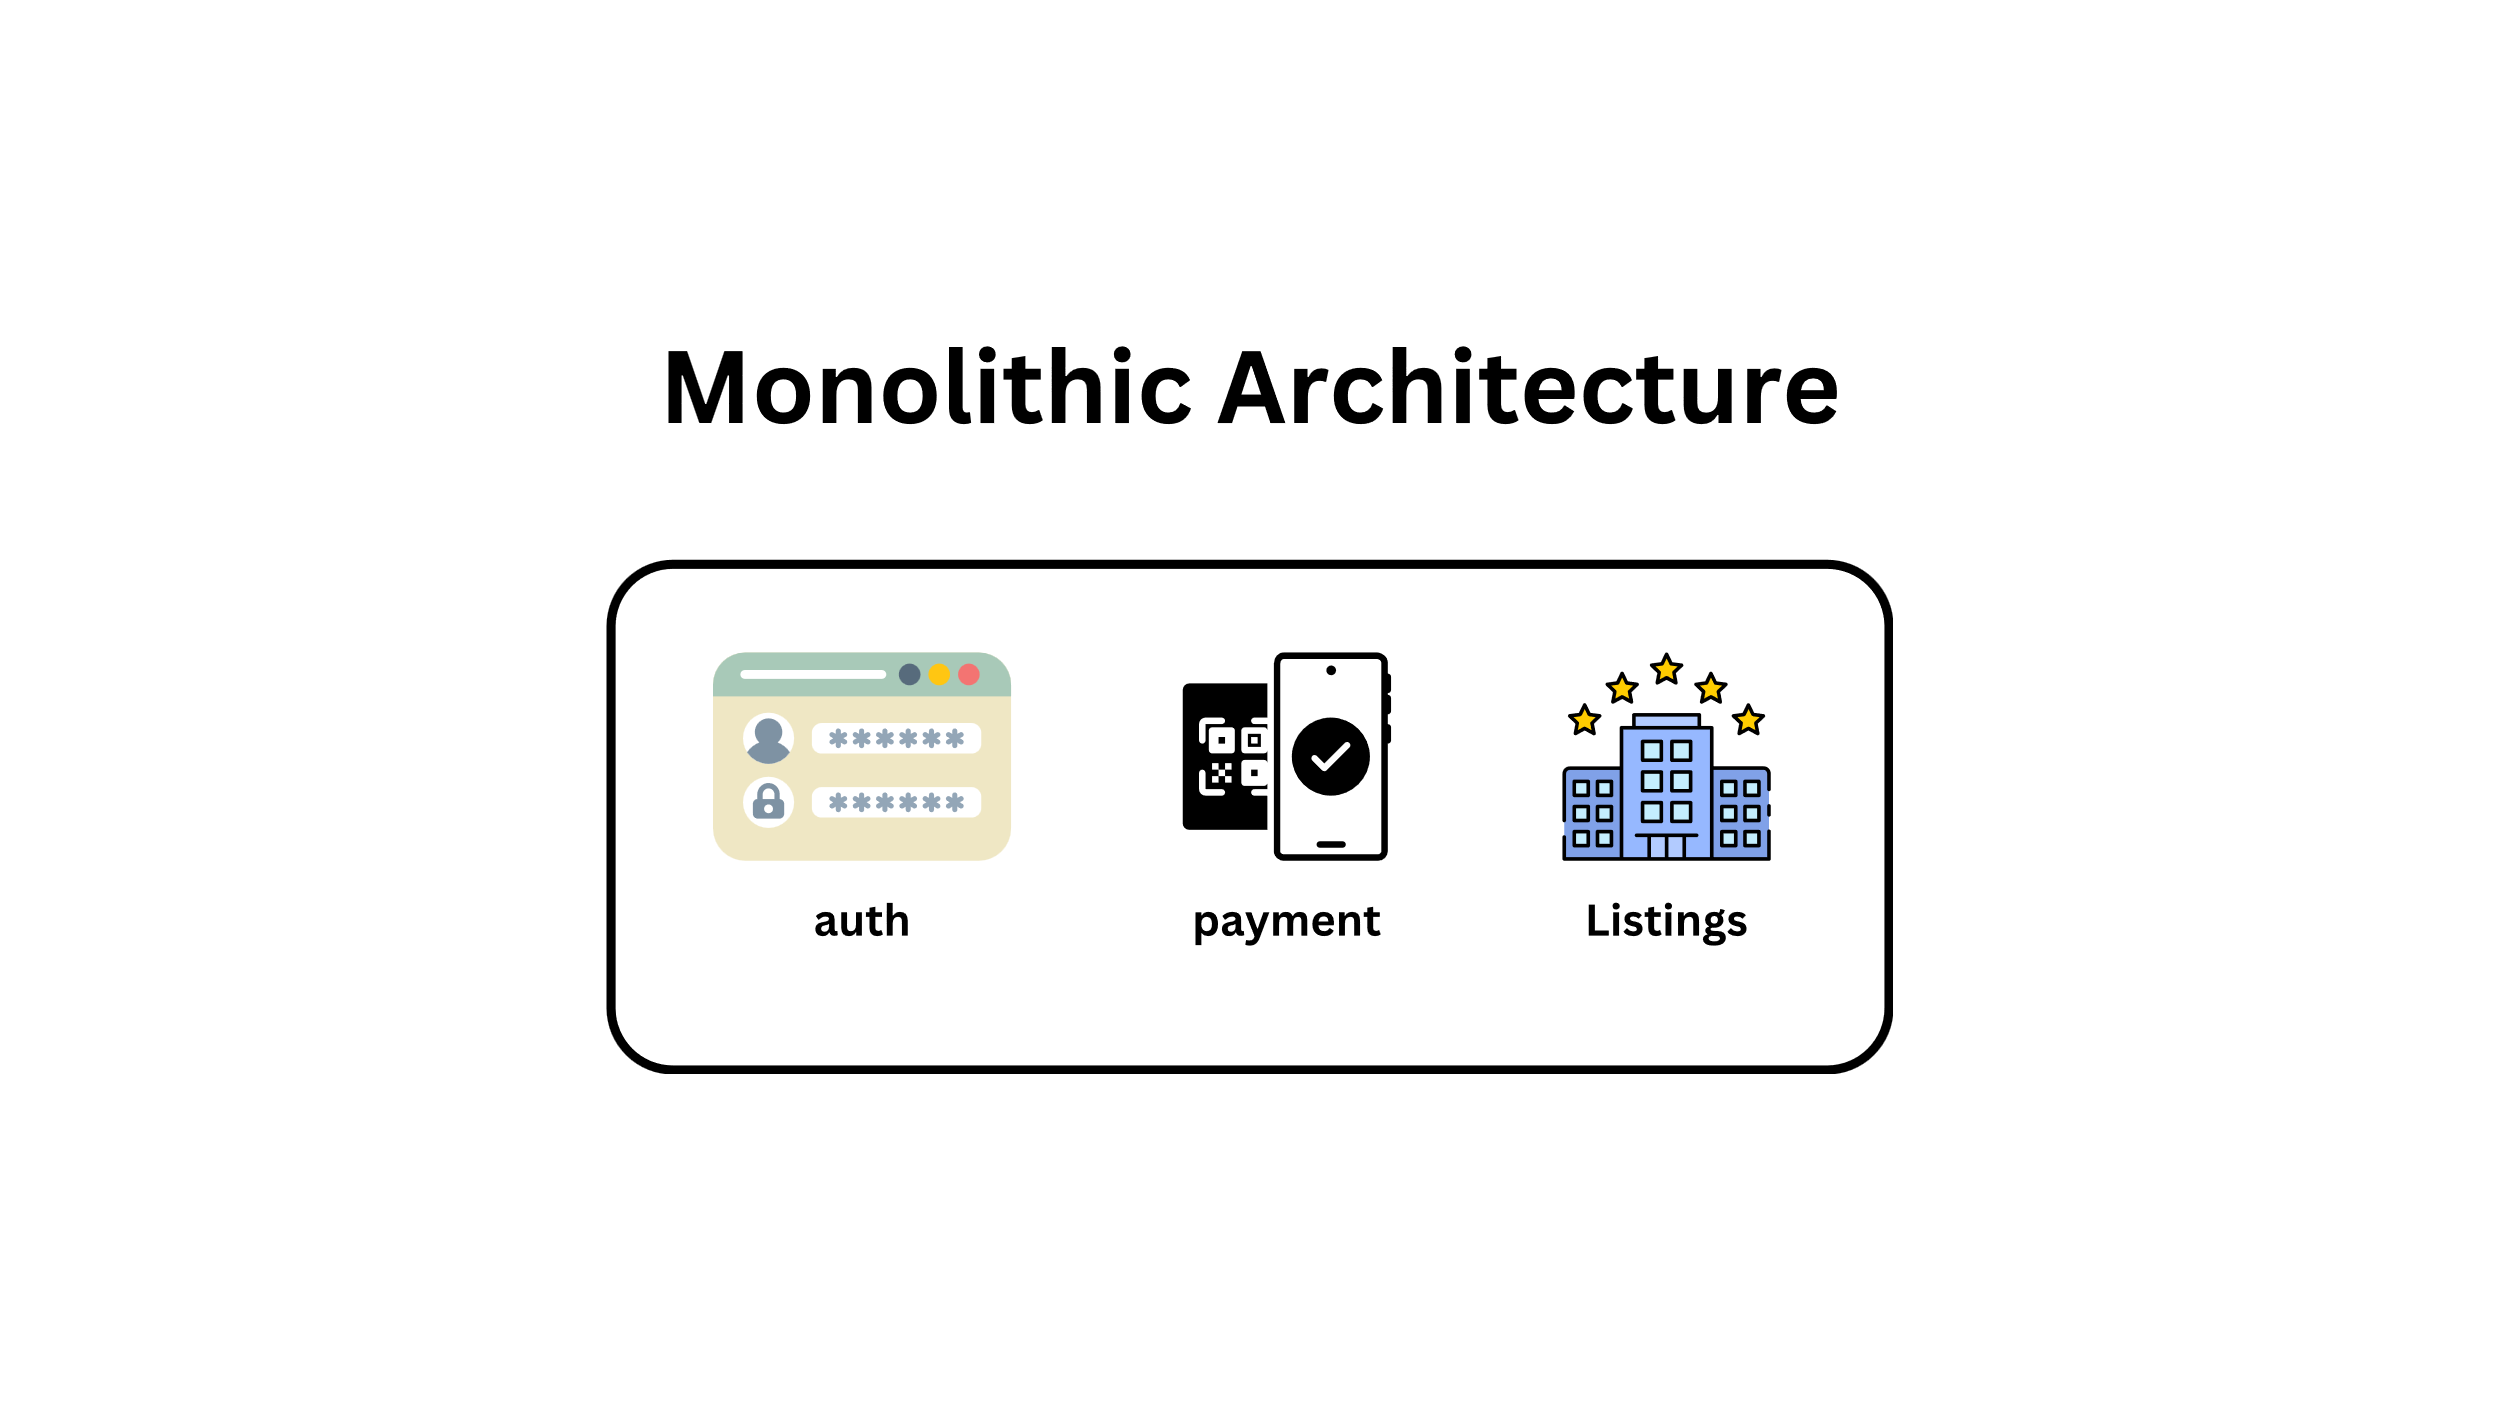 Monolithic Architecture
******
******
auth
payment
Listings